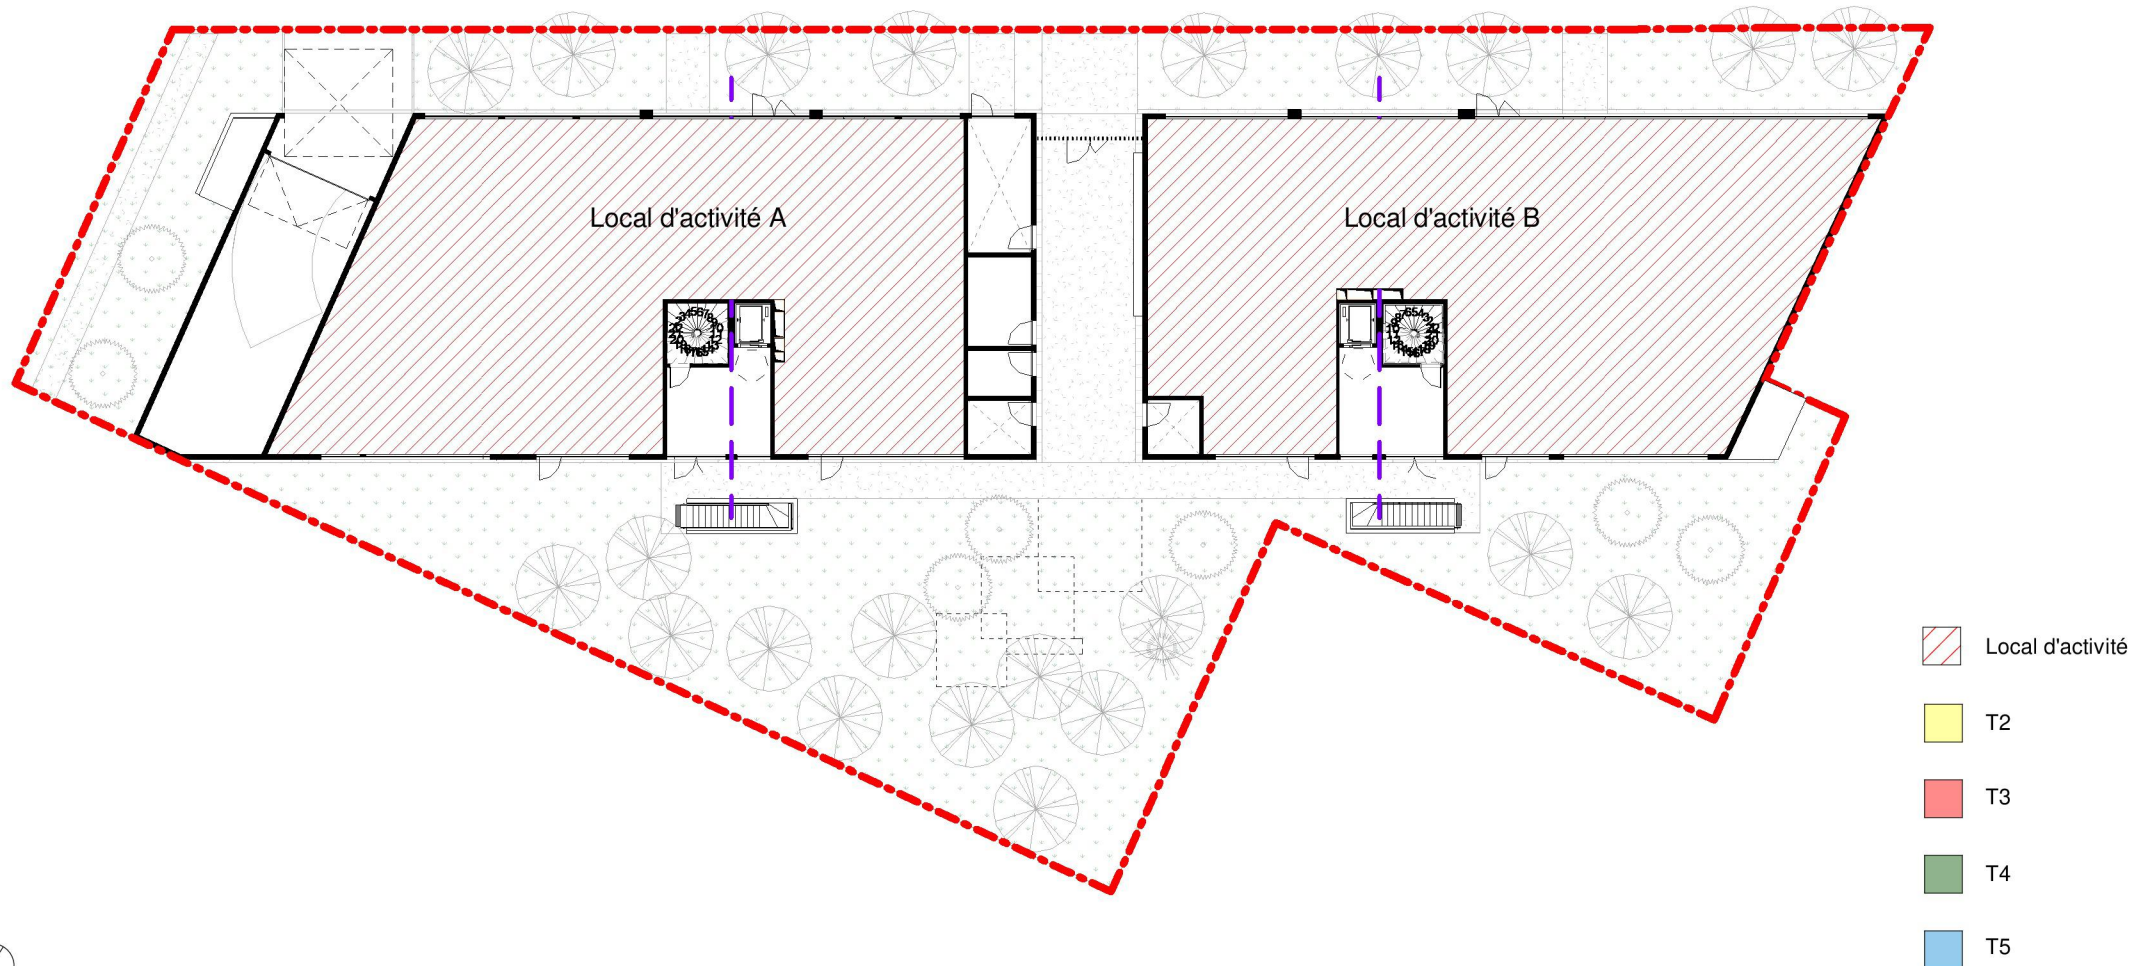 Local d'activité A
Local d'activité B
Local d'activité
T2
T3
T4
T5